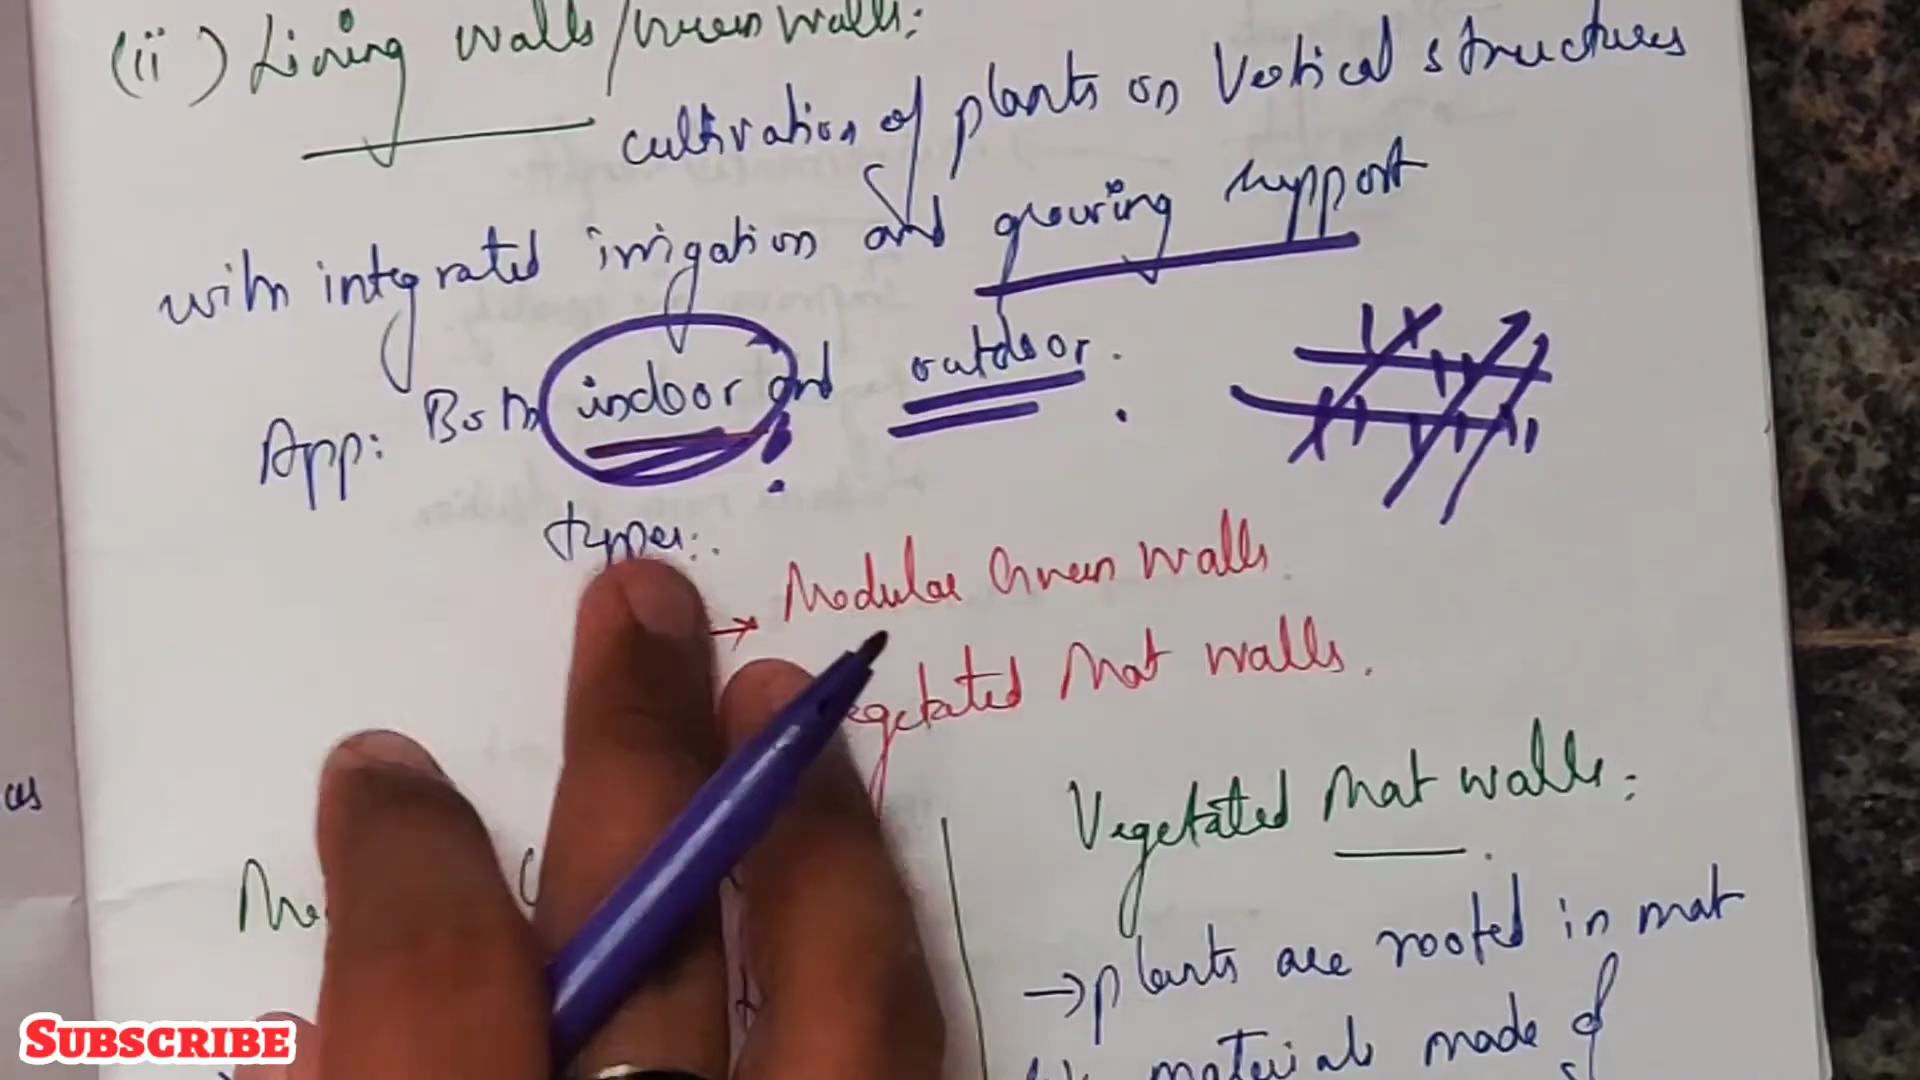 (ii) Living walls/Green walls:
cultivation of plants on Vertical structures
with integrated irrigation and growing support
App: Both indoor and outdoor.
types:
→ Modular Green walls.
Vegetated Mat walls.
Vegetated Mat walls:
→ plants are rooted in mat
materials made of
as
SUBSCRIBE